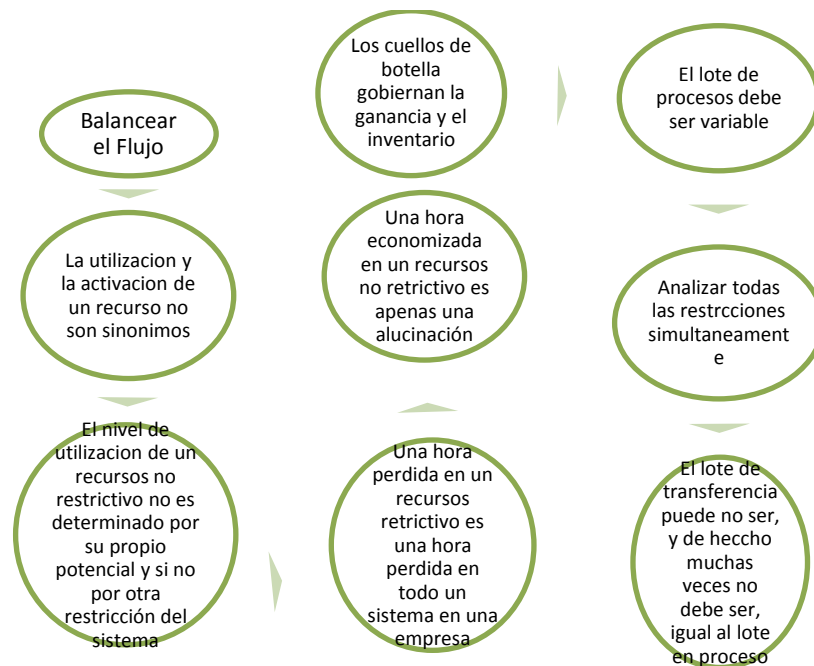 Balancear
el Flujo
La utilizacion y
la activacion de
un recurso no
son sinonimos
El nivel de
utilizacion de un
recursos no
restrictivo no es
determinado por
su propio
potencial y si no
por otra
restricción del
sistema
Una hora
perdida en un
recursos
retrictivo es
una hora
perdida en
todo un
sistema en una
empresa
Una hora
economizada
en un recursos
no retrictivo es
apenas una
alucinación
Los cuellos de
botella
gobiernan la
ganancia y el
inventario
El lote de
procesos debe
ser variable
Analizar todas
las restrcciones
simultaneament
e
El lote de
transferencia
puede no ser,
y de heccho
muchas
veces no
debe ser,
igual al lote
en proceso